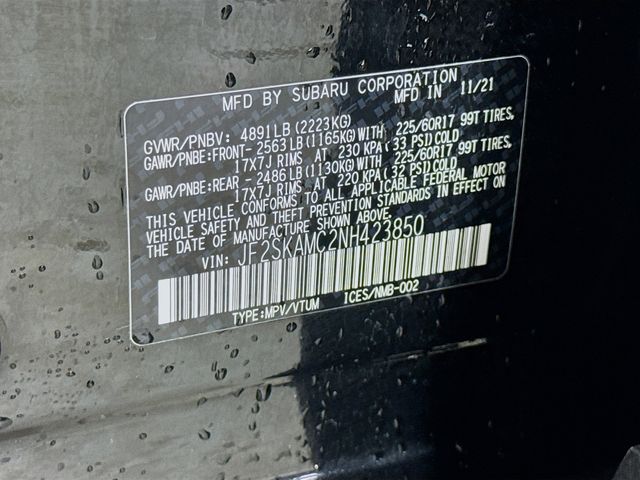 MFD BY SUBARU CORPORATION
MFD IN 11/21
GVWR/PNBV: 4891LB(2223KG)
GAWR/PNBE:FRONT- 2563LB(1165KG)WITH 225/60R17 99T TIRES,
17X7J RIMS AT 230 KPA(33 PSI)COLD
GAWR/PNBE:REAR - 2486LB(1130KG)WITH 225/60R17 99T TIRES,
17X7J RIMS AT 220 KPA(32 PSI)COLD
THIS VEHICLE CONFORMS TO ALL APPLICABLE FEDERAL MOTOR
VEHICLE SAFETY AND THEFT PREVENTION STANDARDS IN EFFECT ON
THE DATE OF MANUFACTURE SHOWN ABOVE.
VIN: JF2SKAMC2NH423850
TYPE:MPV/VTUM ICES/NMB-002